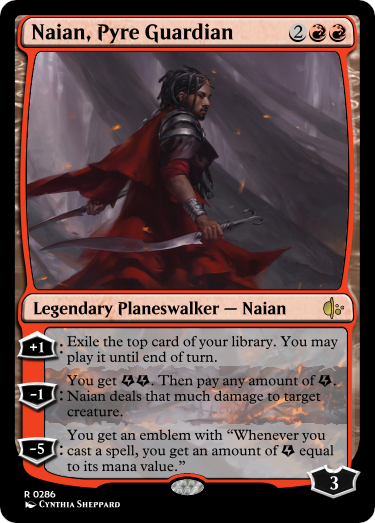 Naian, Pyre Guardian 2
Legendary Planeswalker — Naian
+1: Exile the top card of your library. You may
play it until end of turn.
-1: You get . Then pay any amount of .
Naian deals that much damage to target
creature.
-5: You get an emblem with “Whenever you
cast a spell, you get an amount of equal
to its mana value.”
3
R 0286
Cynthia Sheppard